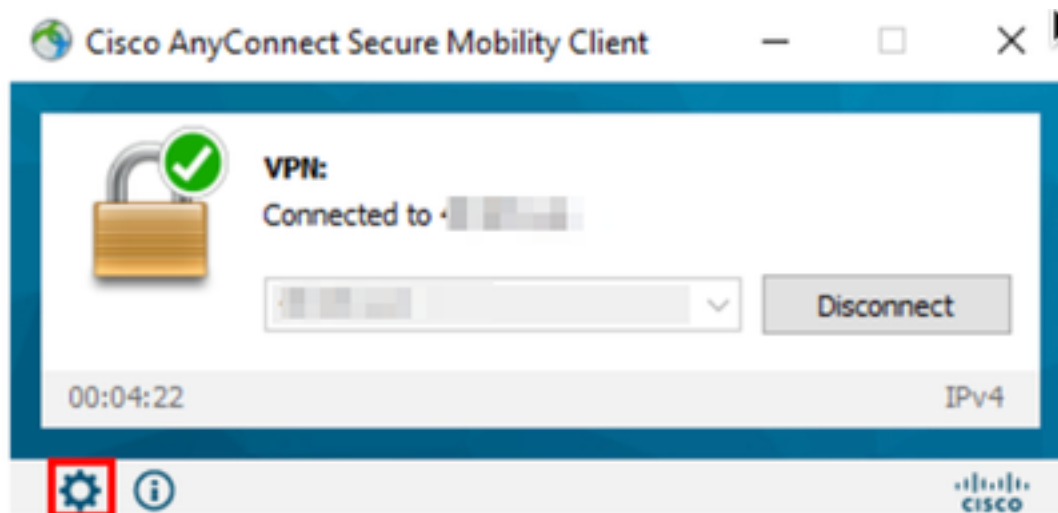 Cisco AnyConnect Secure Mobility Client
VPN:
Connected to
Disconnect
00:04:22
IPv4
CISCO